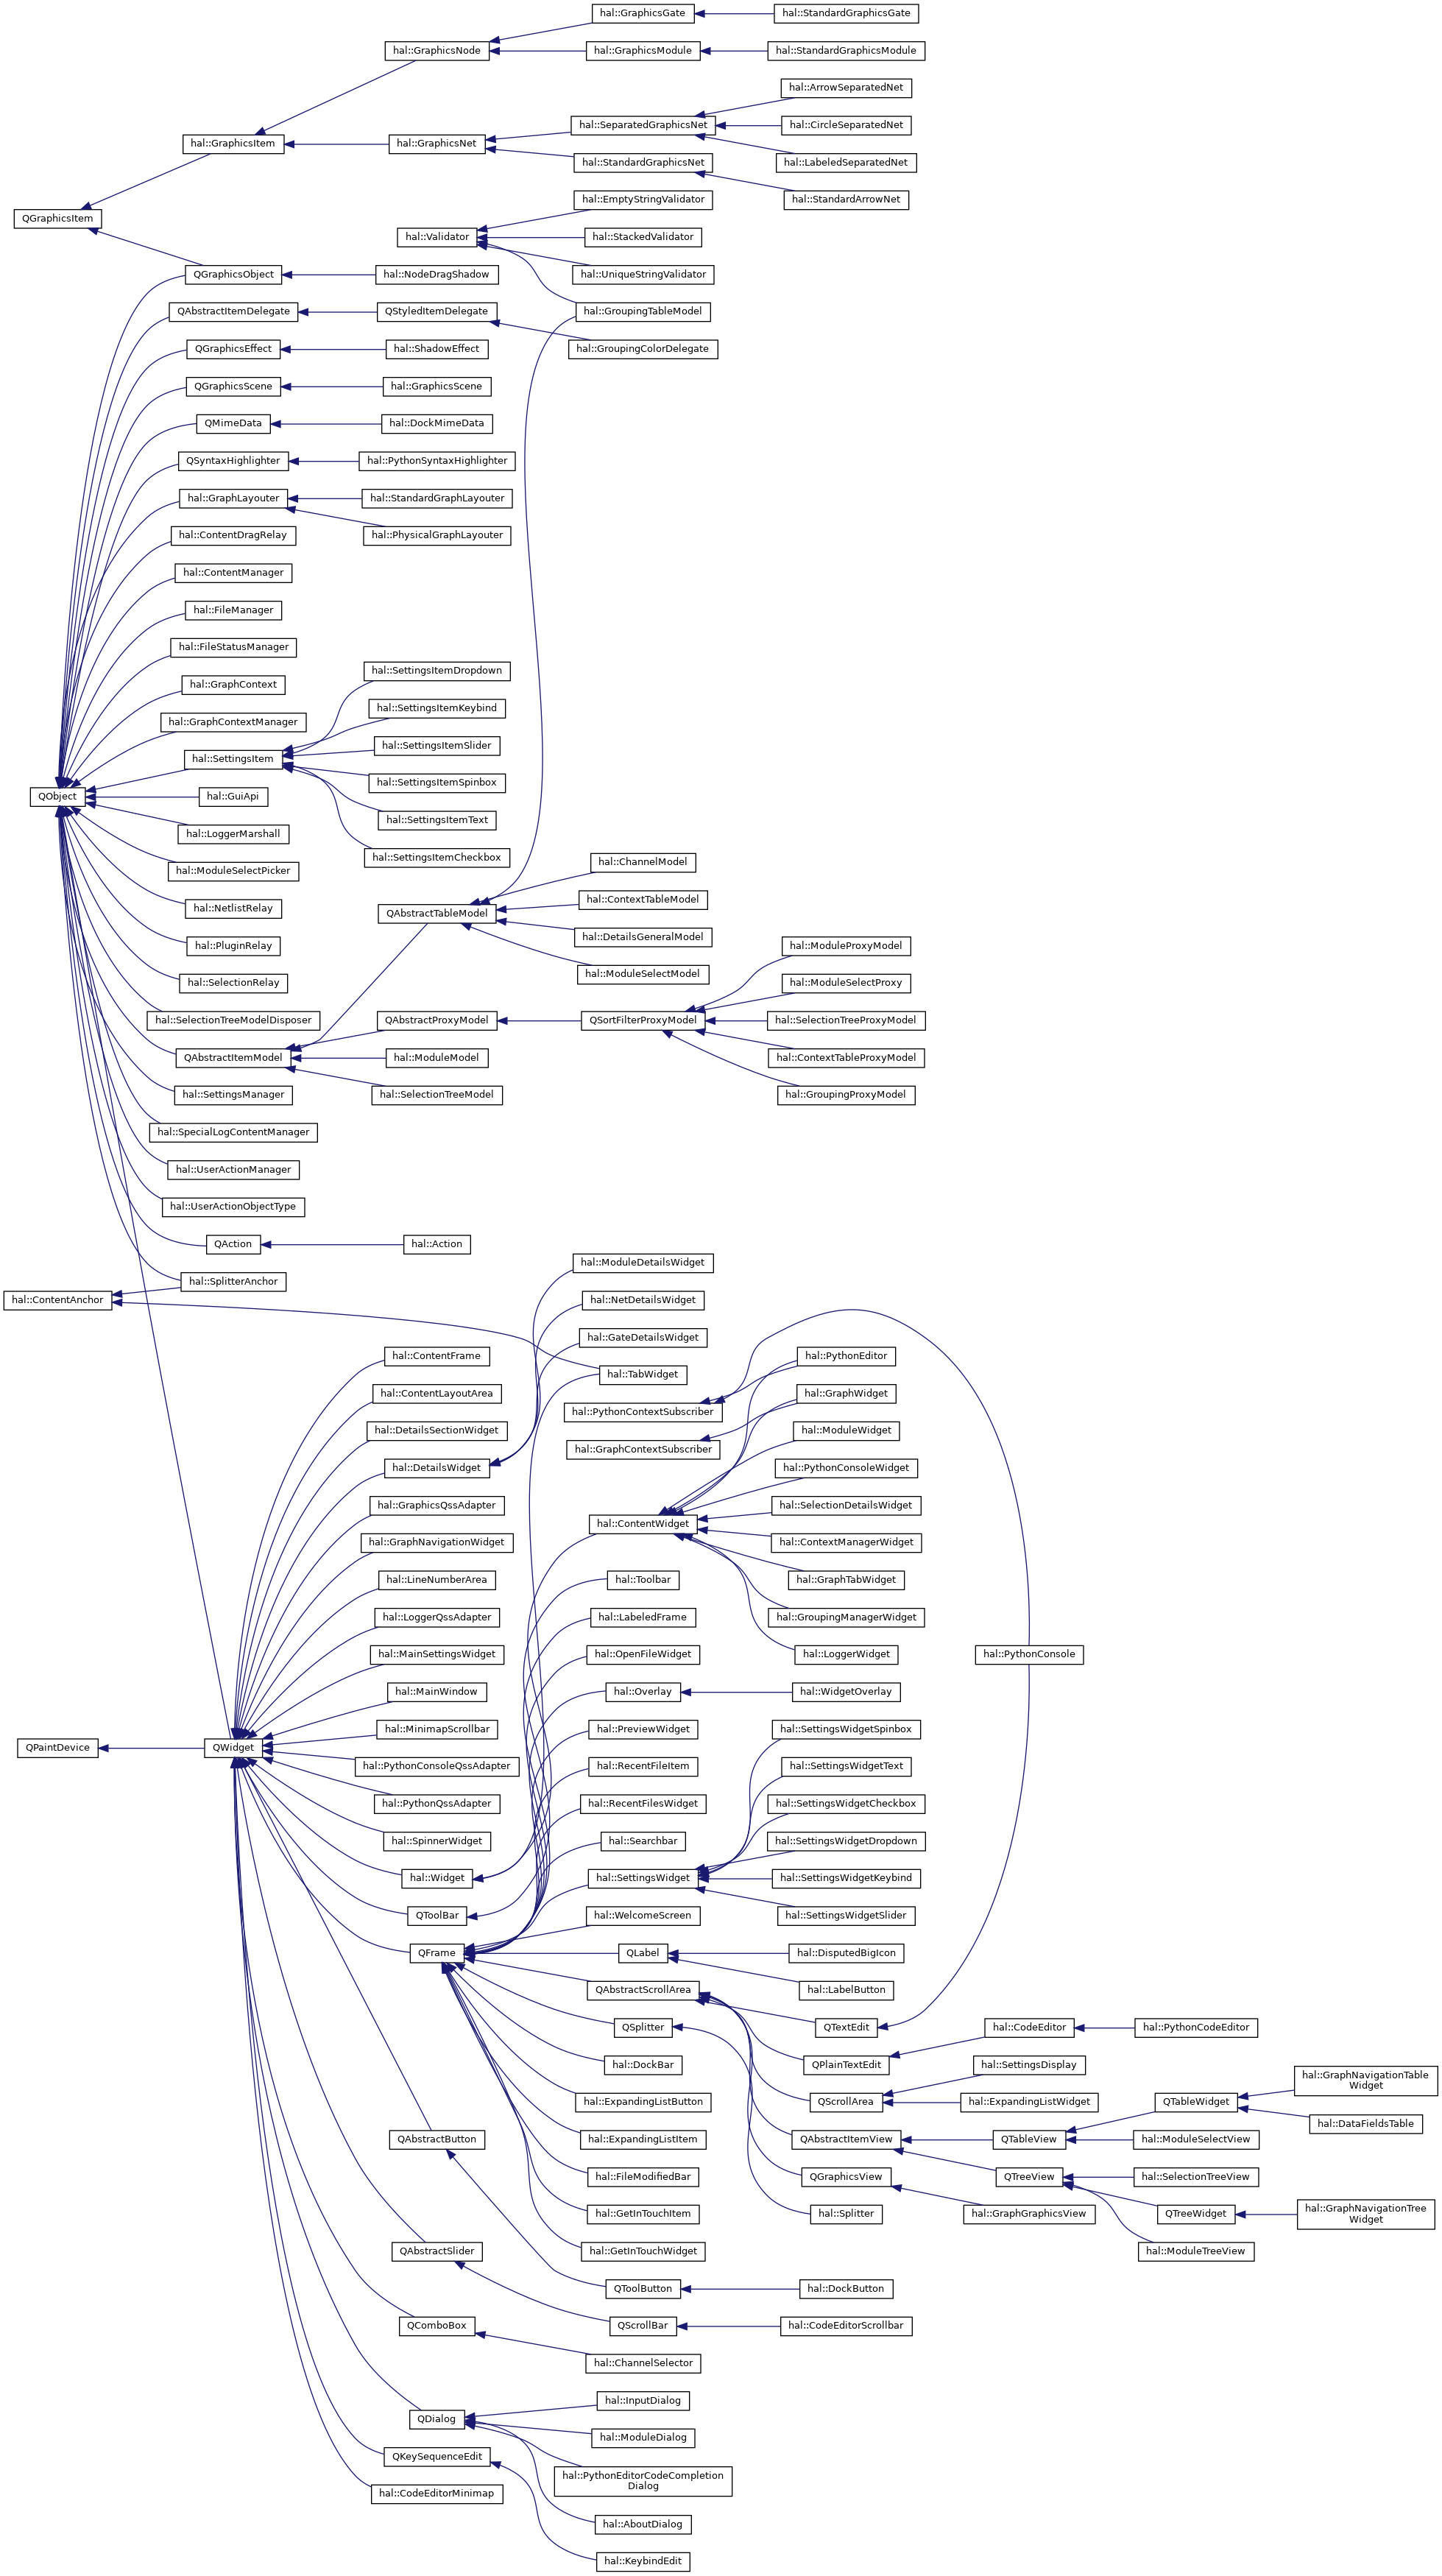 hal::GraphicsGate
hal::StandardGraphicsGate
hal::GraphicsNode
hal::GraphicsModule
hal::StandardGraphicsModule
hal::ArrowSeparatedNet
hal::SeparatedGraphicsNet
hal::CircleSeparatedNet
hal::GraphicsItem
hal::GraphicsNet
hal::StandardGraphicsNet
hal::LabeledSeparatedNet
hal::EmptyStringValidator
hal::StandardArrowNet
QGraphicsItem
hal::Validator
hal::StackedValidator
QGraphicsObject
hal::NodeDragShadow
hal::UniqueStringValidator
QAbstractItemDelegate
QStyledItemDelegate
hal::GroupingTableModel
QGraphicsEffect
hal::ShadowEffect
hal::GroupingColorDelegate
QGraphicsScene
hal::GraphicsScene
QMimeData
hal::DockMimeData
QSyntaxHighlighter
hal::PythonSyntaxHighlighter
hal::GraphLayouter
hal::StandardGraphLayouter
hal::ContentDragRelay
hal::PhysicalGraphLayouter
hal::ContentManager
hal::FileManager
hal::FileStatusManager
hal::SettingsItemDropdown
hal::GraphContext
hal::SettingsItemKeybind
hal::GraphContextManager
hal::SettingsItemSlider
hal::SettingsItem
hal::SettingsItemSpinbox
QObject
hal::GuiApi
hal::SettingsItemText
hal::LoggerMarshall
hal::SettingsItemCheckbox
hal::ChannelModel
hal::ModuleSelectPicker
hal::ContextTableModel
hal::NetlistRelay
QAbstractTableModel
hal::DetailsGeneralModel
hal::PluginRelay
hal::ModuleProxyModel
hal::ModuleSelectModel
hal::SelectionRelay
hal::ModuleSelectProxy
hal::SelectionTreeModelDisposer
QAbstractProxyModel
QSortFilterProxyModel
hal::SelectionTreeProxyModel
QAbstractItemModel
hal::ModuleModel
hal::ContextTableProxyModel
hal::SettingsManager
hal::SelectionTreeModel
hal::GroupingProxyModel
hal::SpecialLogContentManager
hal::UserActionManager
hal::UserActionObjectType
QAction
hal::Action
hal::ModuleDetailsWidget
hal::SplitterAnchor
hal::ContentAnchor
hal::NetDetailsWidget
hal::GateDetailsWidget
hal::ContentFrame
hal::PythonEditor
hal::TabWidget
hal::ContentLayoutArea
hal::GraphWidget
hal::PythonContextSubscriber
hal::DetailsSectionWidget
hal::ModuleWidget
hal::GraphContextSubscriber
hal::DetailsWidget
hal::PythonConsoleWidget
hal::GraphicsQssAdapter
hal::SelectionDetailsWidget
hal::ContentWidget
hal::GraphNavigationWidget
hal::ContextManagerWidget
hal::LineNumberArea
hal::Toolbar
hal::GraphTabWidget
hal::LoggerQssAdapter
hal::LabeledFrame
hal::GroupingManagerWidget
hal::MainSettingsWidget
hal::OpenFileWidget
hal::LoggerWidget
hal::PythonConsole
hal::MainWindow
hal::Overlay
hal::WidgetOverlay
hal::MinimapScrollbar
hal::PreviewWidget
hal::SettingsWidgetSpinbox
QPaintDevice
QWidget
hal::PythonConsoleQssAdapter
hal::RecentFileItem
hal::SettingsWidgetText
hal::PythonQssAdapter
hal::RecentFilesWidget
hal::SettingsWidgetCheckbox
hal::SpinnerWidget
hal::Searchbar
hal::SettingsWidgetDropdown
hal::Widget
hal::SettingsWidget
hal::SettingsWidgetKeybind
QToolBar
hal::WelcomeScreen
hal::SettingsWidgetSlider
QFrame
QLabel
hal::DisputedBigIcon
QAbstractScrollArea
hal::LabelButton
QSplitter
QTextEdit
hal::CodeEditor
hal::PythonCodeEditor
hal::DockBar
QPlainTextEdit
hal::SettingsDisplay
hal::GraphNavigationTable
Widget
hal::ExpandingListButton
QScrollArea
hal::ExpandingListWidget
QTableWidget
hal::DataFieldsTable
QAbstractButton
hal::ExpandingListItem
QAbstractItemView
QTableView
hal::ModuleSelectView
hal::FileModifiedBar
QGraphicsView
QTreeView
hal::SelectionTreeView
hal::GetInTouchItem
hal::Splitter
hal::GraphGraphicsView
QTreeWidget
hal::GraphNavigationTree
Widget
QAbstractSlider
hal::GetInTouchWidget
hal::ModuleTreeView
QToolButton
hal::DockButton
QComboBox
QScrollBar
hal::CodeEditorScrollbar
hal::ChannelSelector
hal::InputDialog
QDialog
hal::ModuleDialog
QKeySequenceEdit
hal::PythonEditorCodeCompletion
Dialog
hal::CodeEditorMinimap
hal::AboutDialog
hal::KeybindEdit